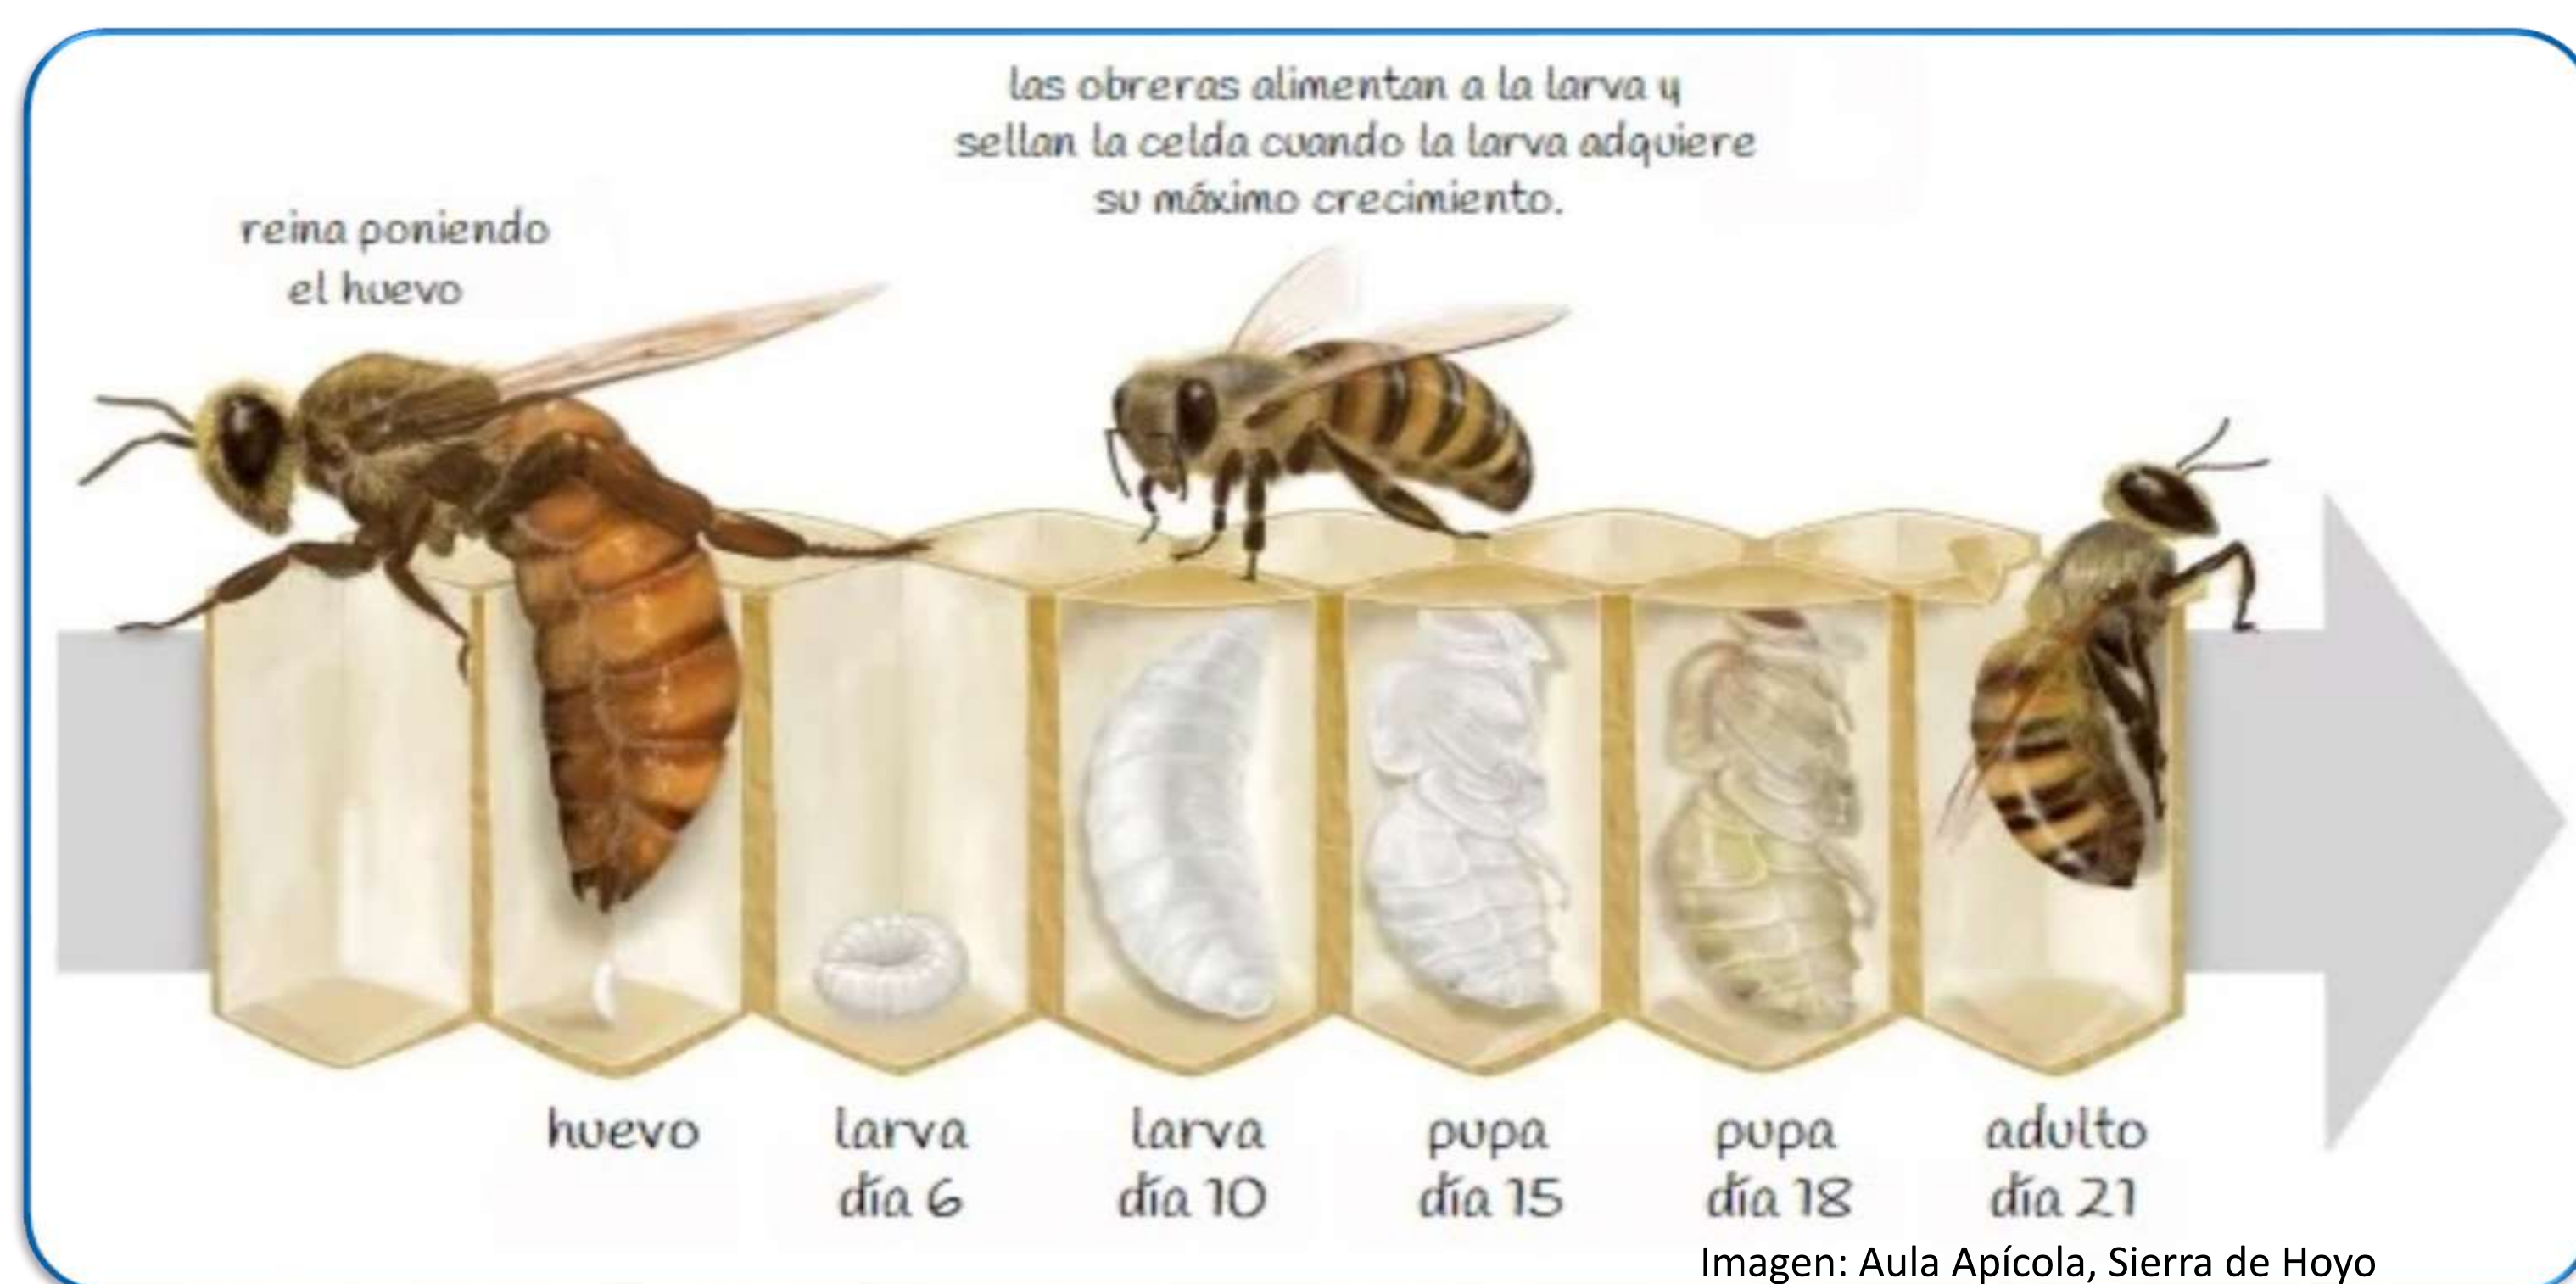 las obreras alimentan a la larva y
sellan la celda cuando la larva adquiere
su máximo crecimiento.
reina poniendo
el huevo
huevo
larva
día 6
larva
día 10
pupa
día 15
pupa
día 18
adulto
día 21
Imagen: Aula Apícola, Sierra de Hoyo